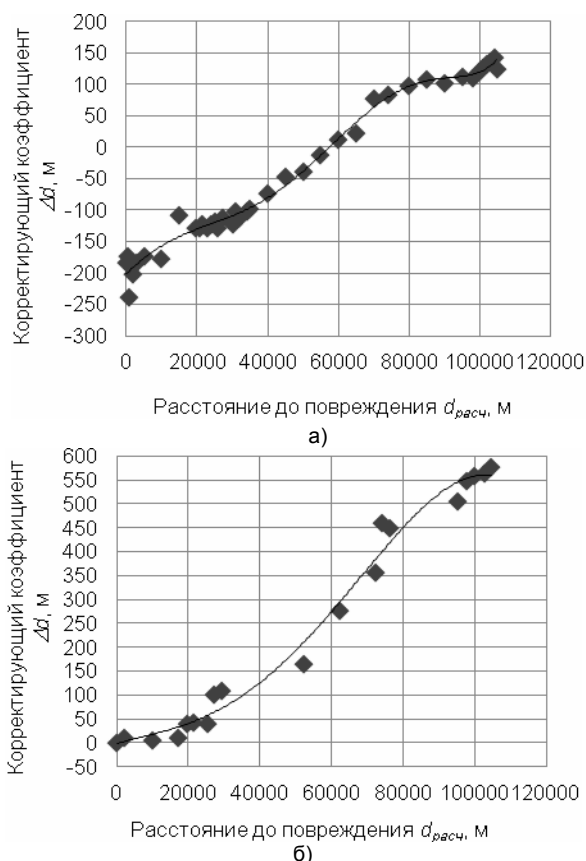 200
150
100
50
0
-50
-100
-150
-200
-250
-300
Корректирующий коэффициент
Δd, м
0 20000 40000 60000 80000 100000 120000
Расстояние до повреждения dрасч, м
а)
600
550
500
450
400
350
300
250
200
150
100
50
0
-50
Корректирующий коэффициент
Δd, м
0 20000 40000 60000 80000 100000 120000
Расстояние до повреждения dрасч, м
б)